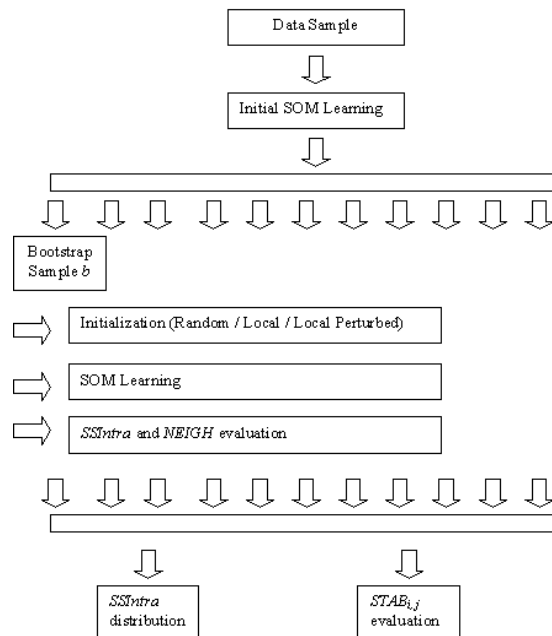 Data Sample
Initial SOM Learning
Bootstrap
Sample b
Initialization (Random / Local / Local Perturbed)
SOM Learning
SSIntra and NEIGH evaluation
SSIntra
distribution
STABi,j
evaluation